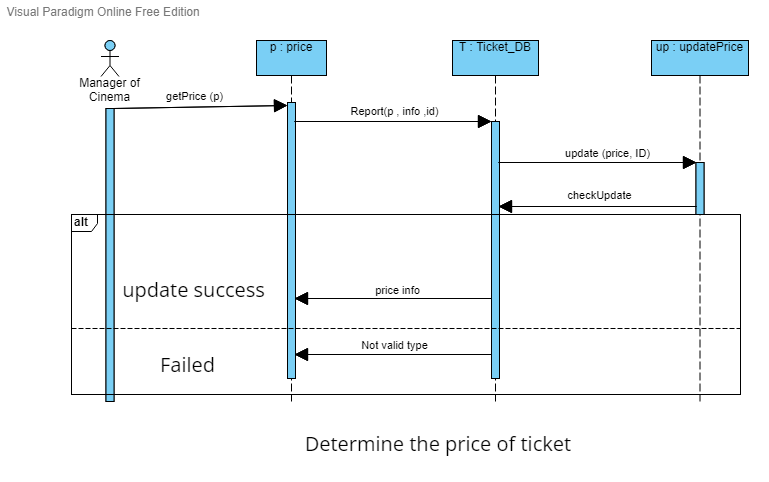 Visual Paradigm Online Free Edition
p : price
T : Ticket_DB
up : updatePrice
Manager of
Cinema
getPrice (p)
Report(p , info ,id)
update (price, ID)
checkUpdate
alt
update success
price info
Not valid type
Failed
Determine the price of ticket